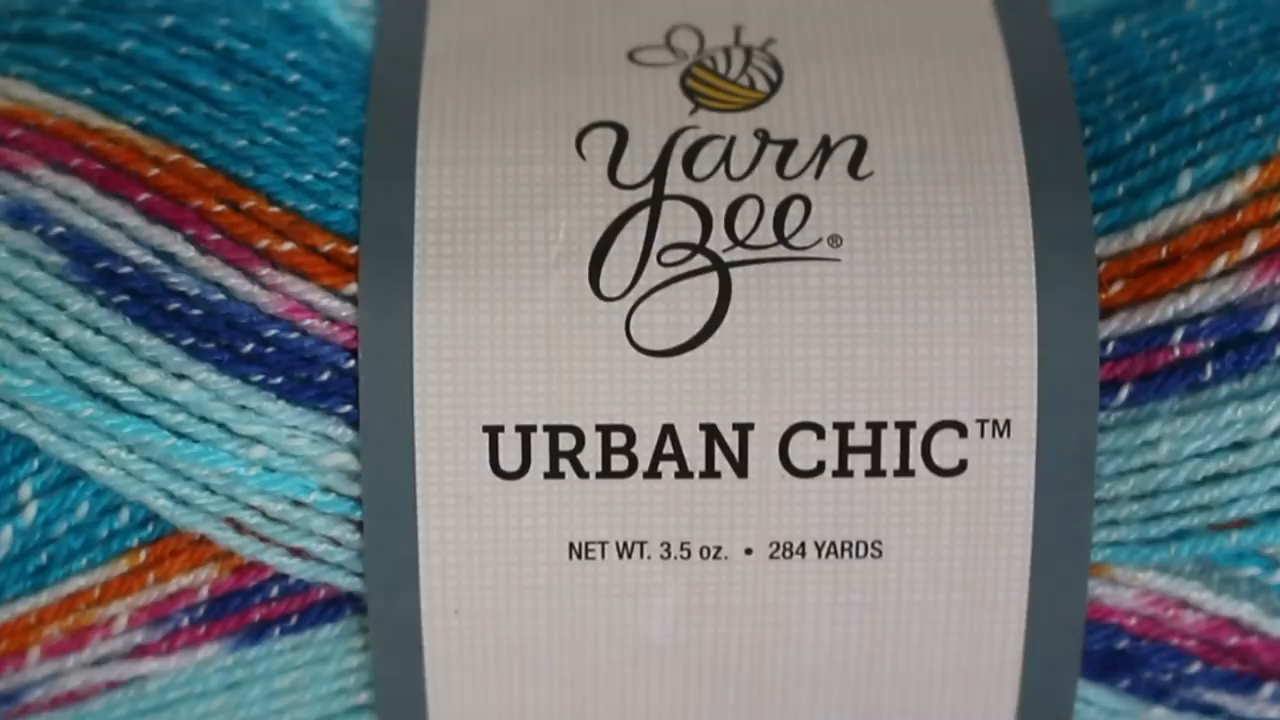 Yarn
Bee®
URBAN CHIC™
NET WT. 3.5 oz. • 284 YARDS